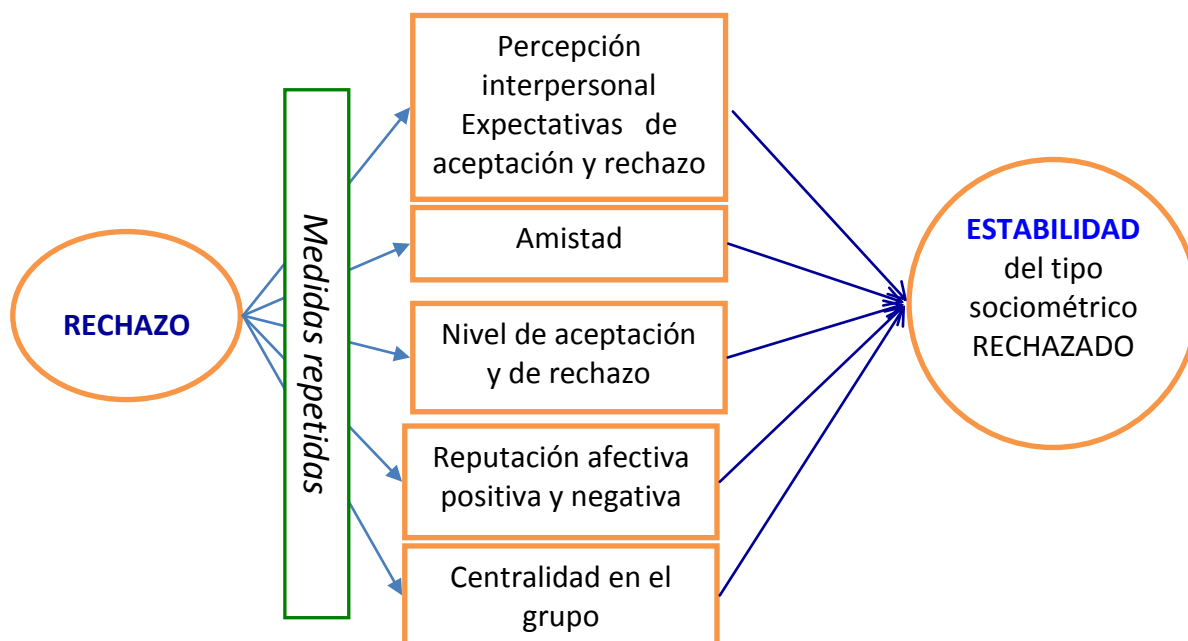 RECHAZO
Medidas repetidas
Percepción
interpersonal
Expectativas de
aceptación y rechazo
Amistad
Nivel de aceptación
y de rechazo
Reputación afectiva
positiva y negativa
Centralidad en el
grupo
ESTABILIDAD
del tipo
sociométrico
RECHAZADO